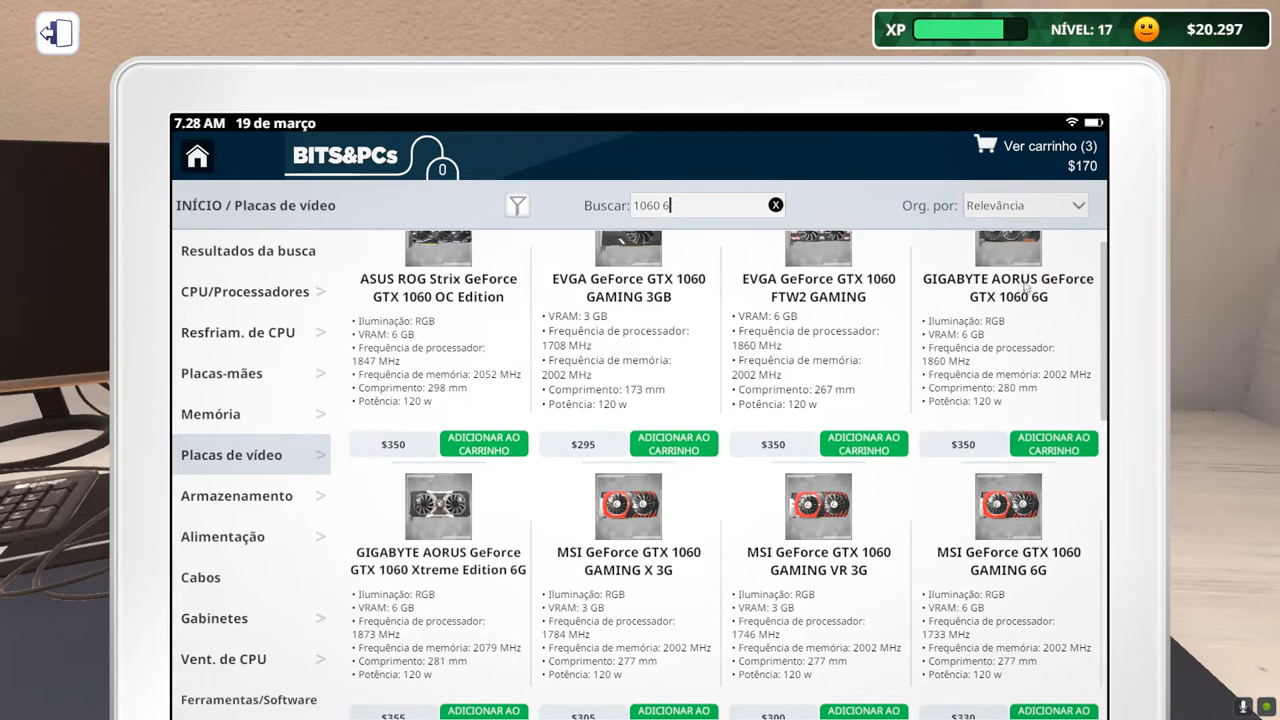 XP
NÍVEL: 17
$20.297
7.28 AM 19 de março
BITS&PCs
0
Ver carrinho (3)
$170
INÍCIO / Placas de vídeo
Buscar: 1060 6
X
Org. por: Relevância
Resultados da busca
CPU/Processadores >
Resfriam. de CPU >
Placas-mães >
Memória >
Placas de vídeo >
Armazenamento >
Alimentação >
Cabos
Gabinetes >
Vent. de CPU >
Ferramentas/Software
ASUS ROG Strix GeForce
GTX 1060 OC Edition
• Iluminação: RGB
• VRAM: 6 GB
• Frequência de processador:
1847 MHz
• Frequência de memória: 2052 MHz
• Comprimento: 298 mm
• Potência: 120 w
$350
ADICIONAR AO
CARRINHO
EVGA GeForce GTX 1060
GAMING 3GB
• VRAM: 3 GB
• Frequência de processador:
1708 MHz
• Frequência de memória:
2002 MHz
• Comprimento: 173 mm
• Potência: 120 w
$295
ADICIONAR AO
CARRINHO
EVGA GeForce GTX 1060
FTW2 GAMING
• VRAM: 6 GB
• Frequência de processador:
1860 MHz
• Frequência de memória:
2002 MHz
• Comprimento: 267 mm
• Potência: 120 w
$350
ADICIONAR AO
CARRINHO
GIGABYTE AORUS GeForce
GTX 1060 6G
• Iluminação: RGB
• VRAM: 6 GB
• Frequência de processador:
1860 MHz
• Frequência de memória: 2002 MHz
• Comprimento: 280 mm
• Potência: 120 w
$350
ADICIONAR AO
CARRINHO
GIGABYTE AORUS GeForce
GTX 1060 Xtreme Edition 6G
• Iluminação: RGB
• VRAM: 6 GB
• Frequência de processador:
1873 MHz
• Frequência de memória: 2079 MHz
• Comprimento: 281 mm
• Potência: 120 w
$355
ADICIONAR AO
MSI GeForce GTX 1060
GAMING X 3G
• Iluminação: RGB
• VRAM: 3 GB
• Frequência de processador:
1784 MHz
• Frequência de memória: 2002 MHz
• Comprimento: 277 mm
• Potência: 120 w
$305
ADICIONAR AO
MSI GeForce GTX 1060
GAMING VR 3G
• Iluminação: RGB
• VRAM: 3 GB
• Frequência de processador:
1746 MHz
• Frequência de memória: 2002 MHz
• Comprimento: 277 mm
• Potência: 120 w
$300
ADICIONAR AO
MSI GeForce GTX 1060
GAMING 6G
• Iluminação: RGB
• VRAM: 6 GB
• Frequência de processador:
1733 MHz
• Frequência de memória: 2002 MHz
• Comprimento: 277 mm
• Potência: 120 w
$330
ADICIONAR AO